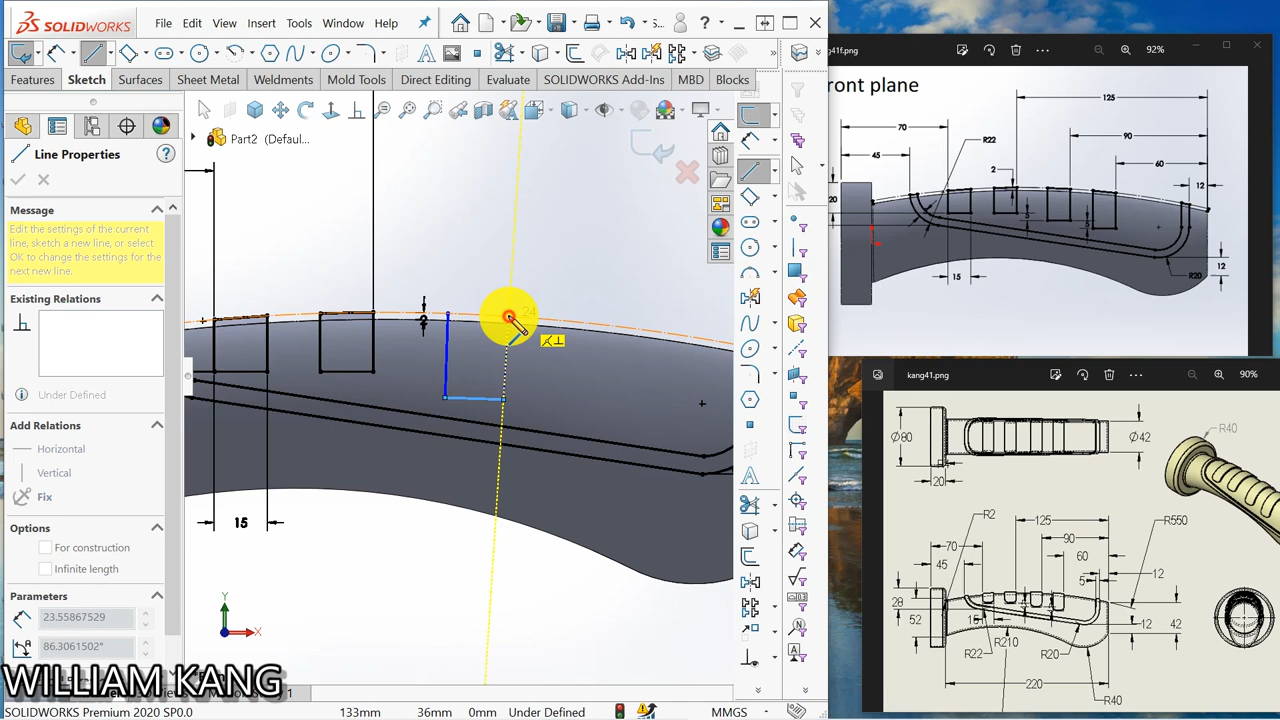 SOLIDWORKS File Edit View Insert Tools Window Help S... ?
Features Sketch Surfaces Sheet Metal Weldments Mold Tools Direct Editing Evaluate SOLIDWORKS Add-Ins MBD Blocks
Part2 (Defaul...
Line Properties
Message
Edit the settings of the current
line, sketch a new line, or select
OK to change the settings for the
next new line.
Existing Relations
Under Defined
Add Relations
Horizontal
Vertical
Fix
Options
For construction
Infinite length
Parameters
23.55867529
86.3061502°
15
24
2
Y
X
WILLIAM KANG
SOLIDWORKS Premium 2020 SP0.0 133mm 36mm 0mm Under Defined MMGS
41f.png 92%
ront plane
125
70
R22
90
45
2
60
12
20
5
5
12
15
R20
kang41.png 90%
Ø80
Ø42
20
R40
R2
125
R550
70
90
45
60
5
12
28
52
15
12
42
R22
R210
R20
220
R40